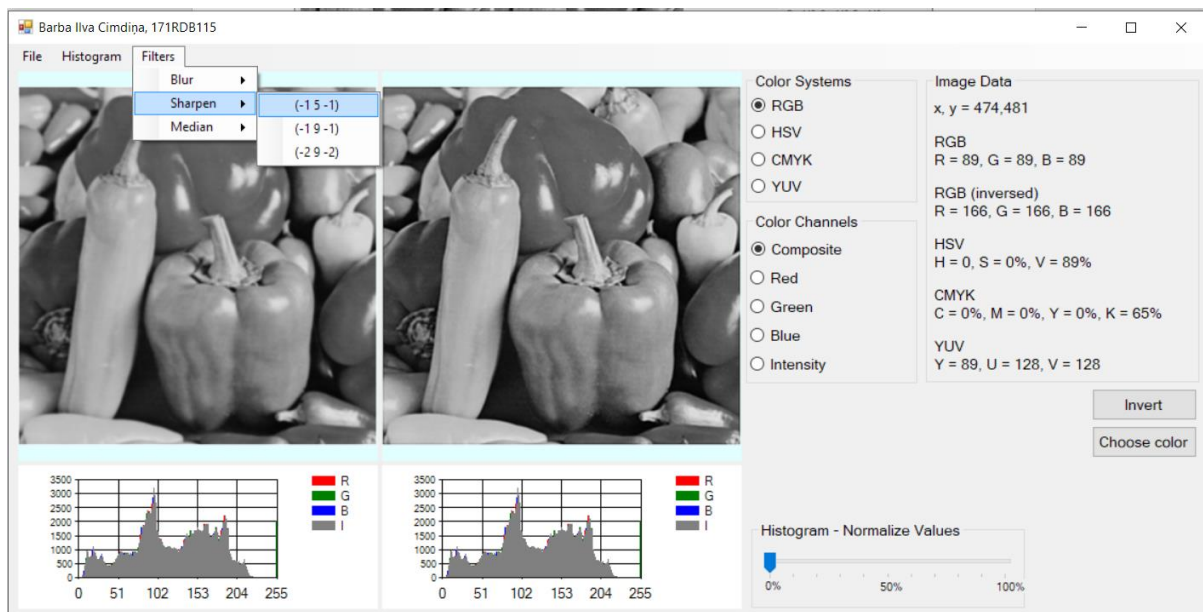 Barba Ilva Cimdiņa, 171RDB115
File Histogram Filters
Blur
Sharpen
Median
(-1 5 -1)
(-1 9 -1)
(-2 9 -2)
Color Systems
RGB
HSV
CMYK
YUV
Color Channels
Composite
Red
Green
Blue
Intensity
Image Data
x, y = 474,481
RGB
R = 89, G = 89, B = 89
RGB (inversed)
R = 166, G = 166, B = 166
HSV
H = 0, S = 0%, V = 89%
CMYK
C = 0%, M = 0%, Y = 0%, K = 65%
YUV
Y = 89, U = 128, V = 128
Invert
Choose color
3500
3000
2500
2000
1500
1000
500
0
0 51 102 153 204 255
R
G
B
I
3500
3000
2500
2000
1500
1000
500
0
0 51 102 153 204 255
R
G
B
I
Histogram - Normalize Values
0% 50% 100%